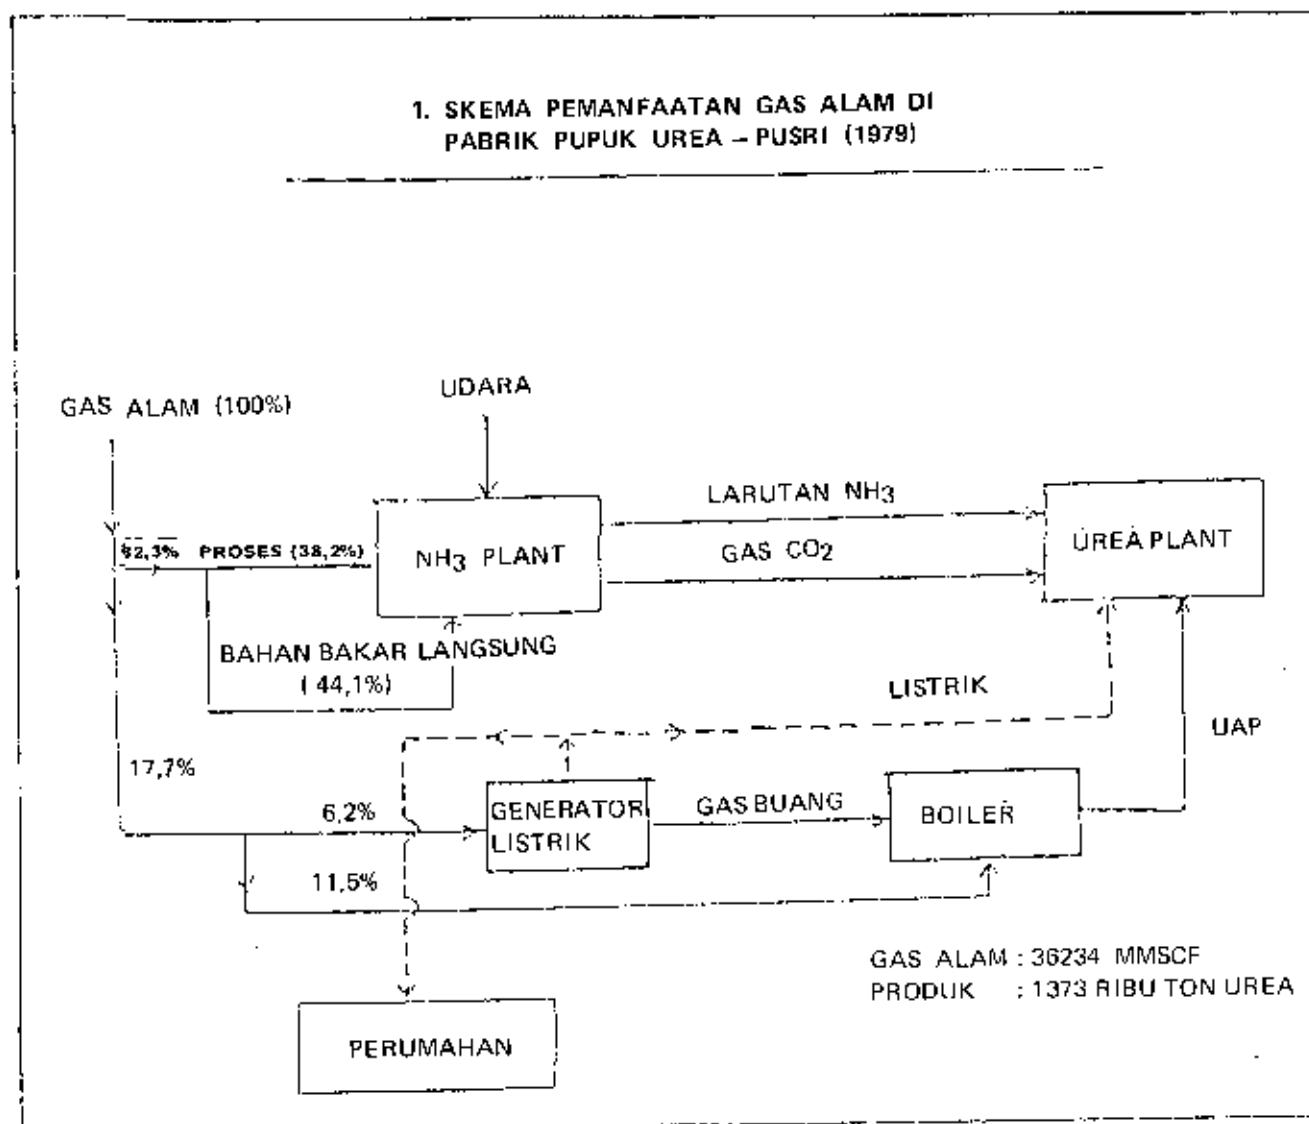 1. SKEMA PEMANFAATAN GAS ALAM DI
PABRIK PUPUK UREA – PUSRI (1979)
GAS ALAM (100%)
UDARA
82,3% PROSES (38,2%)
NH3 PLANT
LARUTAN NH3
GAS CO2
UREA PLANT
BAHAN BAKAR LANGSUNG
( 44,1%)
LISTRIK
UAP
17,7%
6,2%
GENERATOR
LISTRIK
GAS BUANG
BOILER
11,5%
GAS ALAM : 36234 MMSCF
PRODUK : 1373 RIBU TON UREA
PERUMAHAN